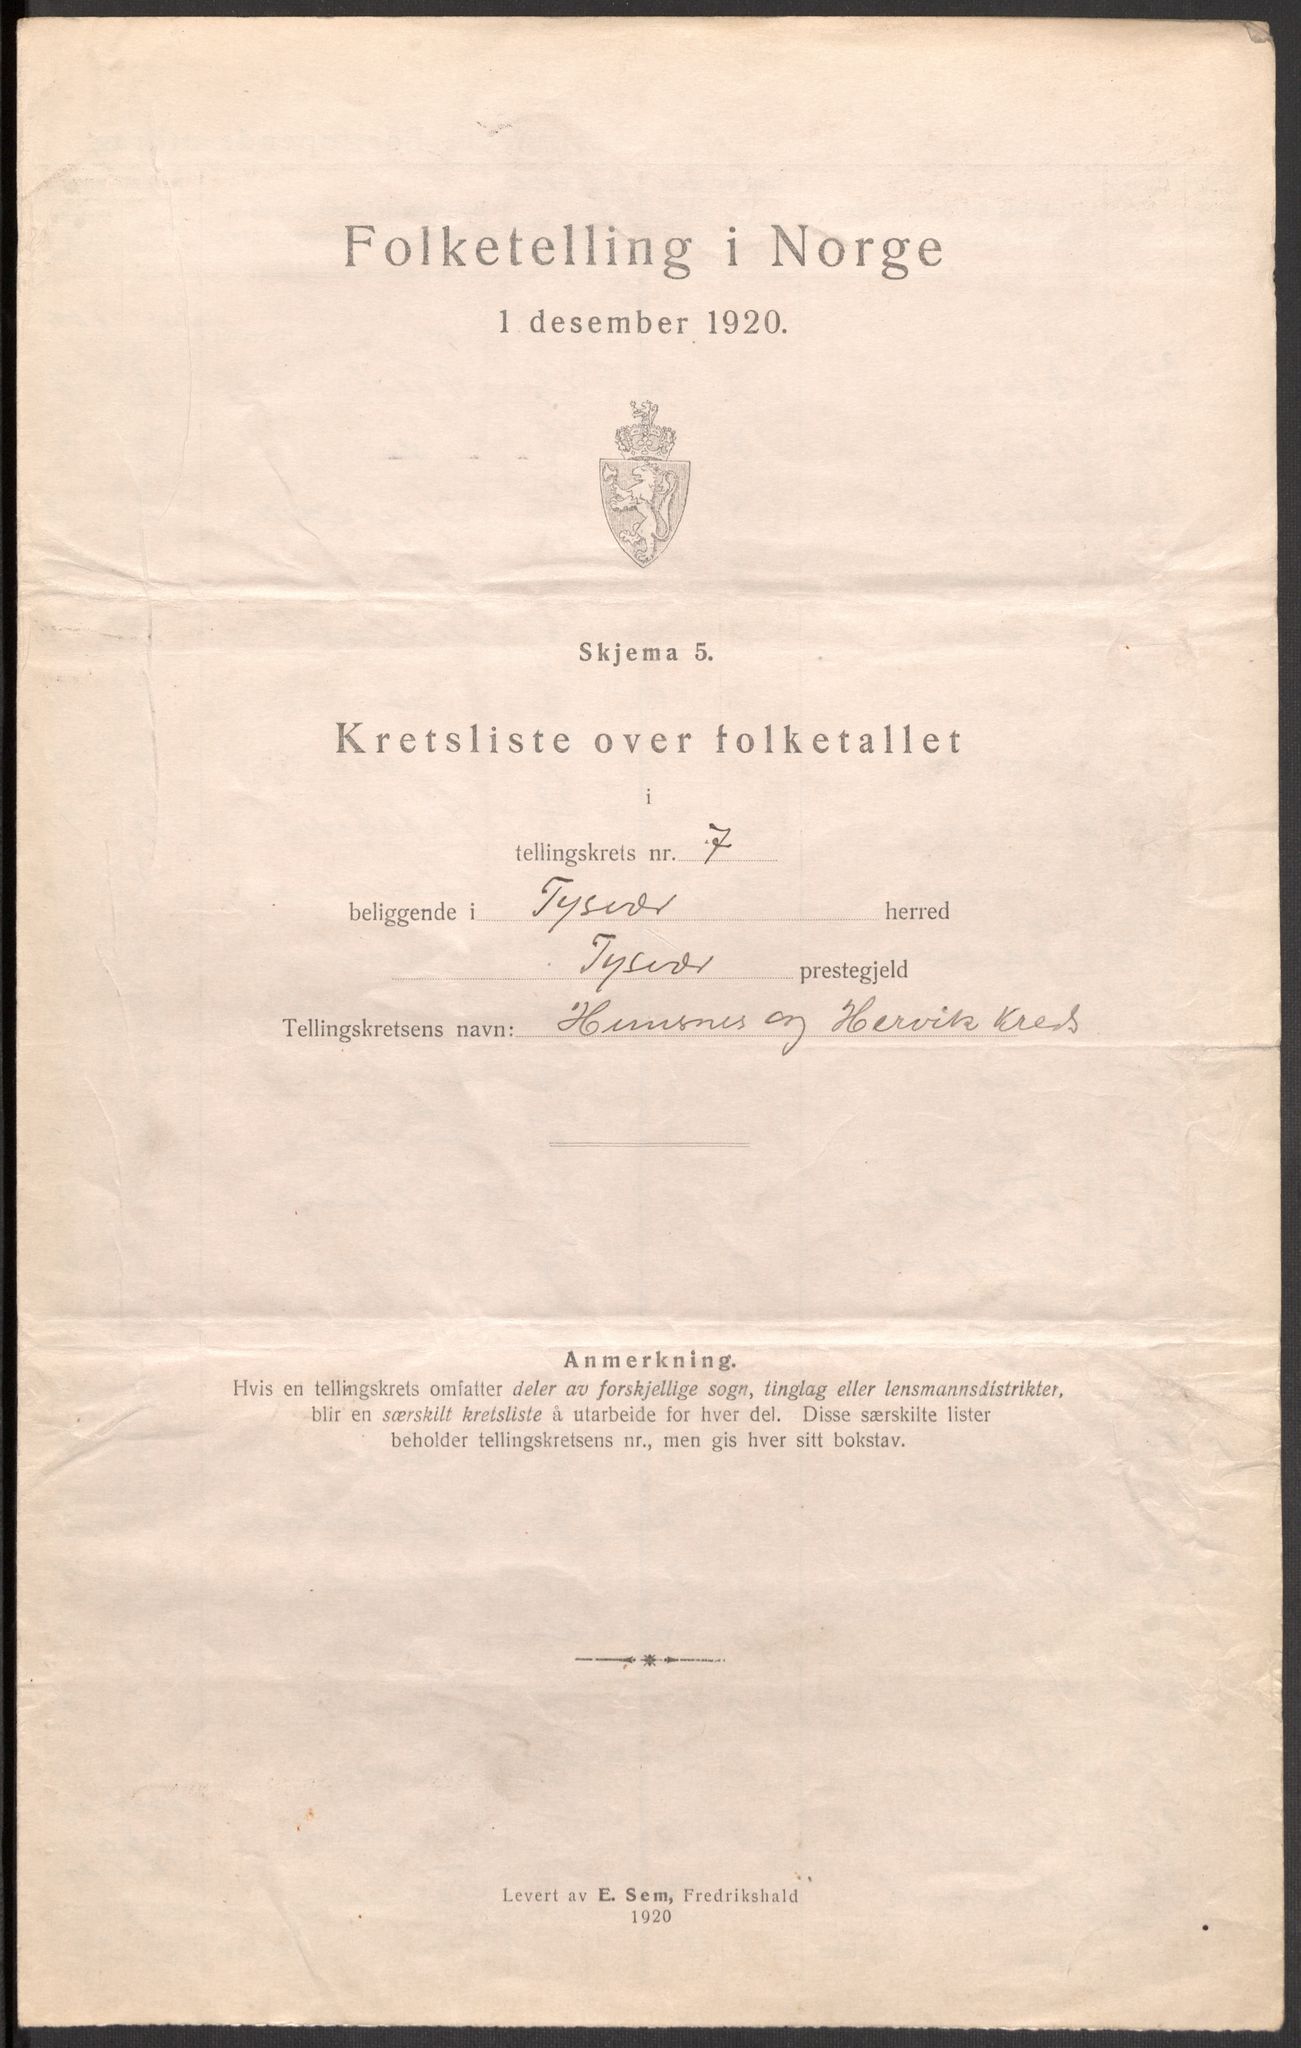 Folketelling i Norge
1 desember 1920.
Skjema 5.
Kretsliste over folketallet
i
tellingskrets nr. 7
beliggende i Tysvær herred
Tysvær prestegjeld
Tellingskretsens navn: og Hervik Kreds
Anmerkning.
Hvis en tellingskrets omfatter deler av forskjellige sogn, tinglag eller lensmannsdistrikter,
blir en særskilt kretsliste å utarbeide for hver del. Disse særskilte lister
beholder tellingskretsens nr., men gis hver sitt bokstav.
Levert av E. Sem, Fredrikshald
1920